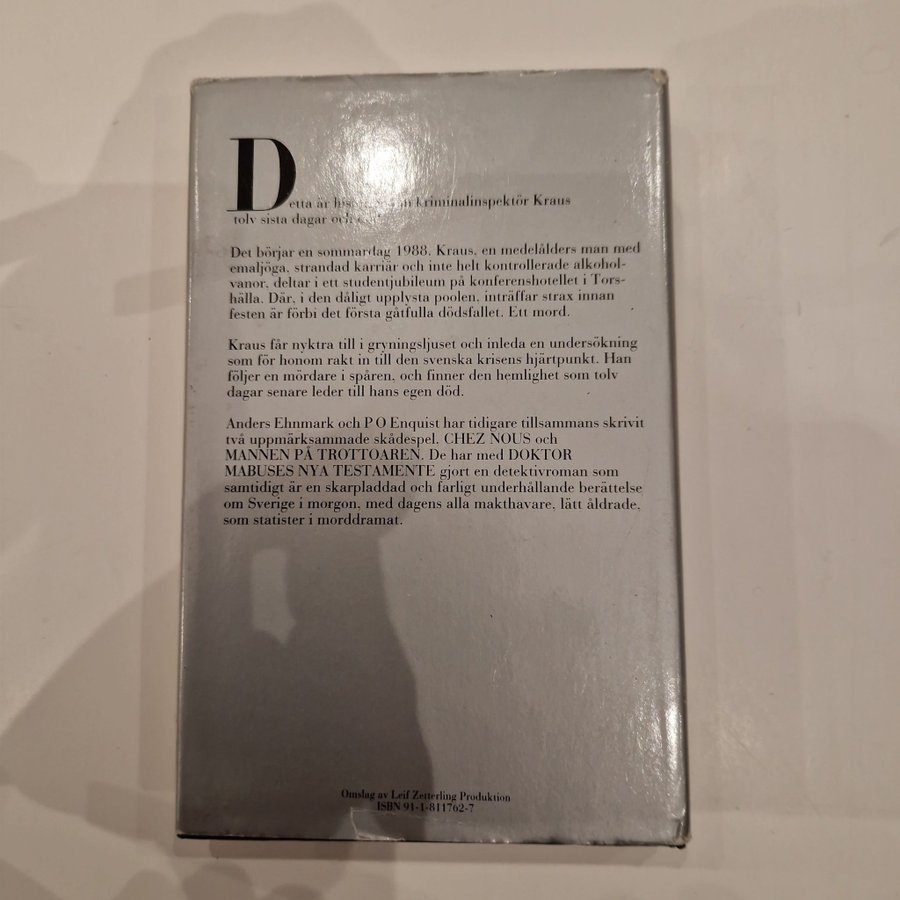 Detta är kriminalinspektör Kraus
tolv sista dagar och
Det börjar en sommardag 1988. Kraus, en medelålders man med
emaljöga, strandad karriär och inte helt kontrollerade alkohol-
vanor, deltar i ett studentjubileum på konferenshotellet i Tors-
hälla. Där, i den dåligt upplysta poolen, inträffar strax innan
festen är förbi det första gåtfulla dödsfallet. Ett mord.
Kraus får nyktra till i gryningsljuset och inleda en undersökning
som för honom rakt in till den svenska krisens hjärtpunkt. Han
följer en mördare i spåren, och finner den hemlighet som tolv
dagar senare leder till hans egen död.
Anders Ehnmark och P O Enquist har tidigare tillsammans skrivit
två uppmärksammade skådespel, CHEZ NOUS och
MANNEN PÅ TROTTOAREN. De har med DOKTOR
MABUSES NYA TESTAMENTE gjort en detektivroman som
samtidigt är en skarpladdad och farligt underhållande berättelse
om Sverige i morgon, med dagens alla makthavare, lätt åldrade,
som statister i morddramat.
Omslag av Leif Zetterling Produktion
ISBN 91-1-811762-7